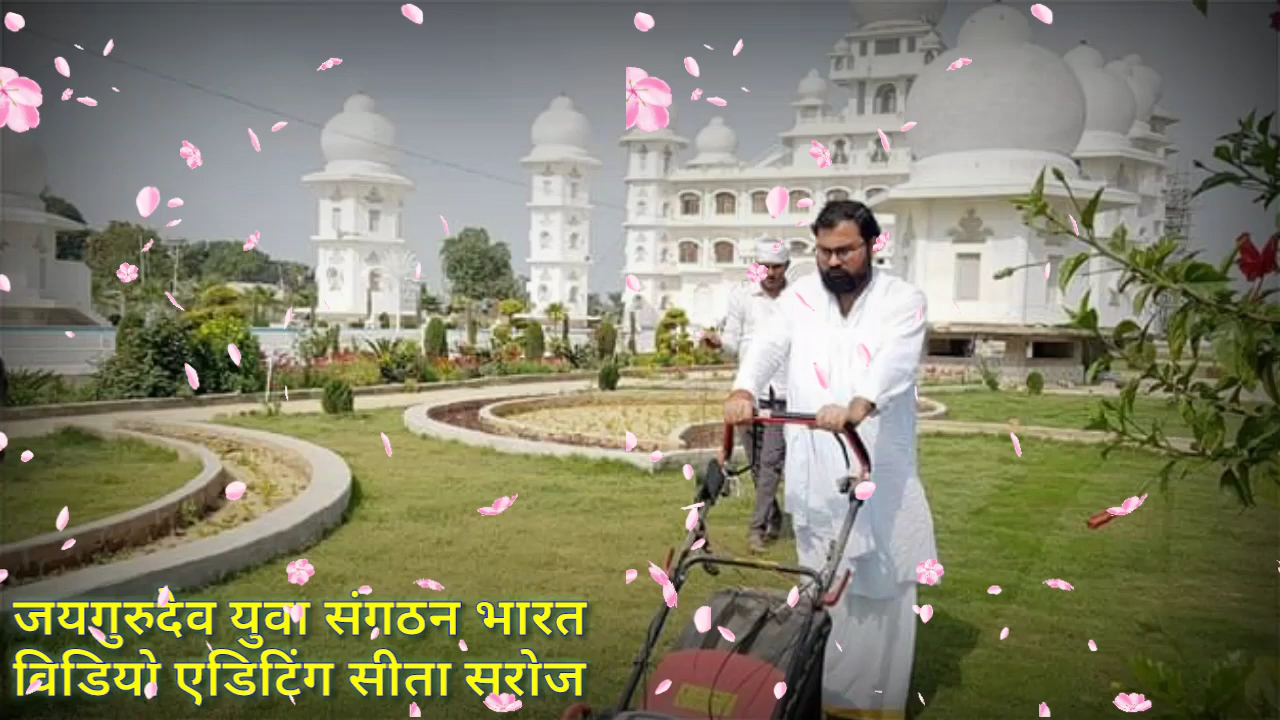 जयगुरुदेव युवा संगठन भारत
विडियो एडिटिंग सीता सरोज